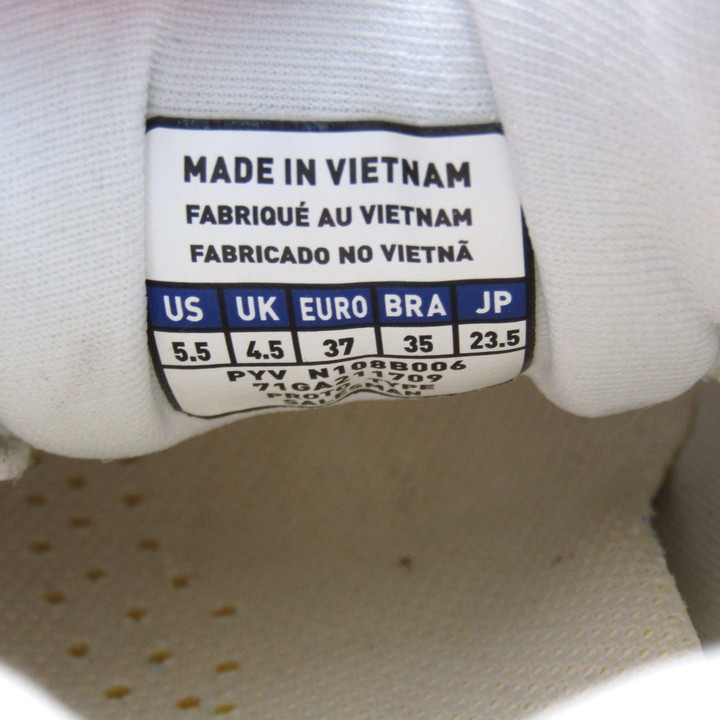 MADE IN VIETNAM
FABRIQUÉ AU VIETNAM
FABRICADO NO VIETNÃ
US UK EURO BRA JP
5.5 4.5 37 35 23.5
PYV N108B006
71GA211709